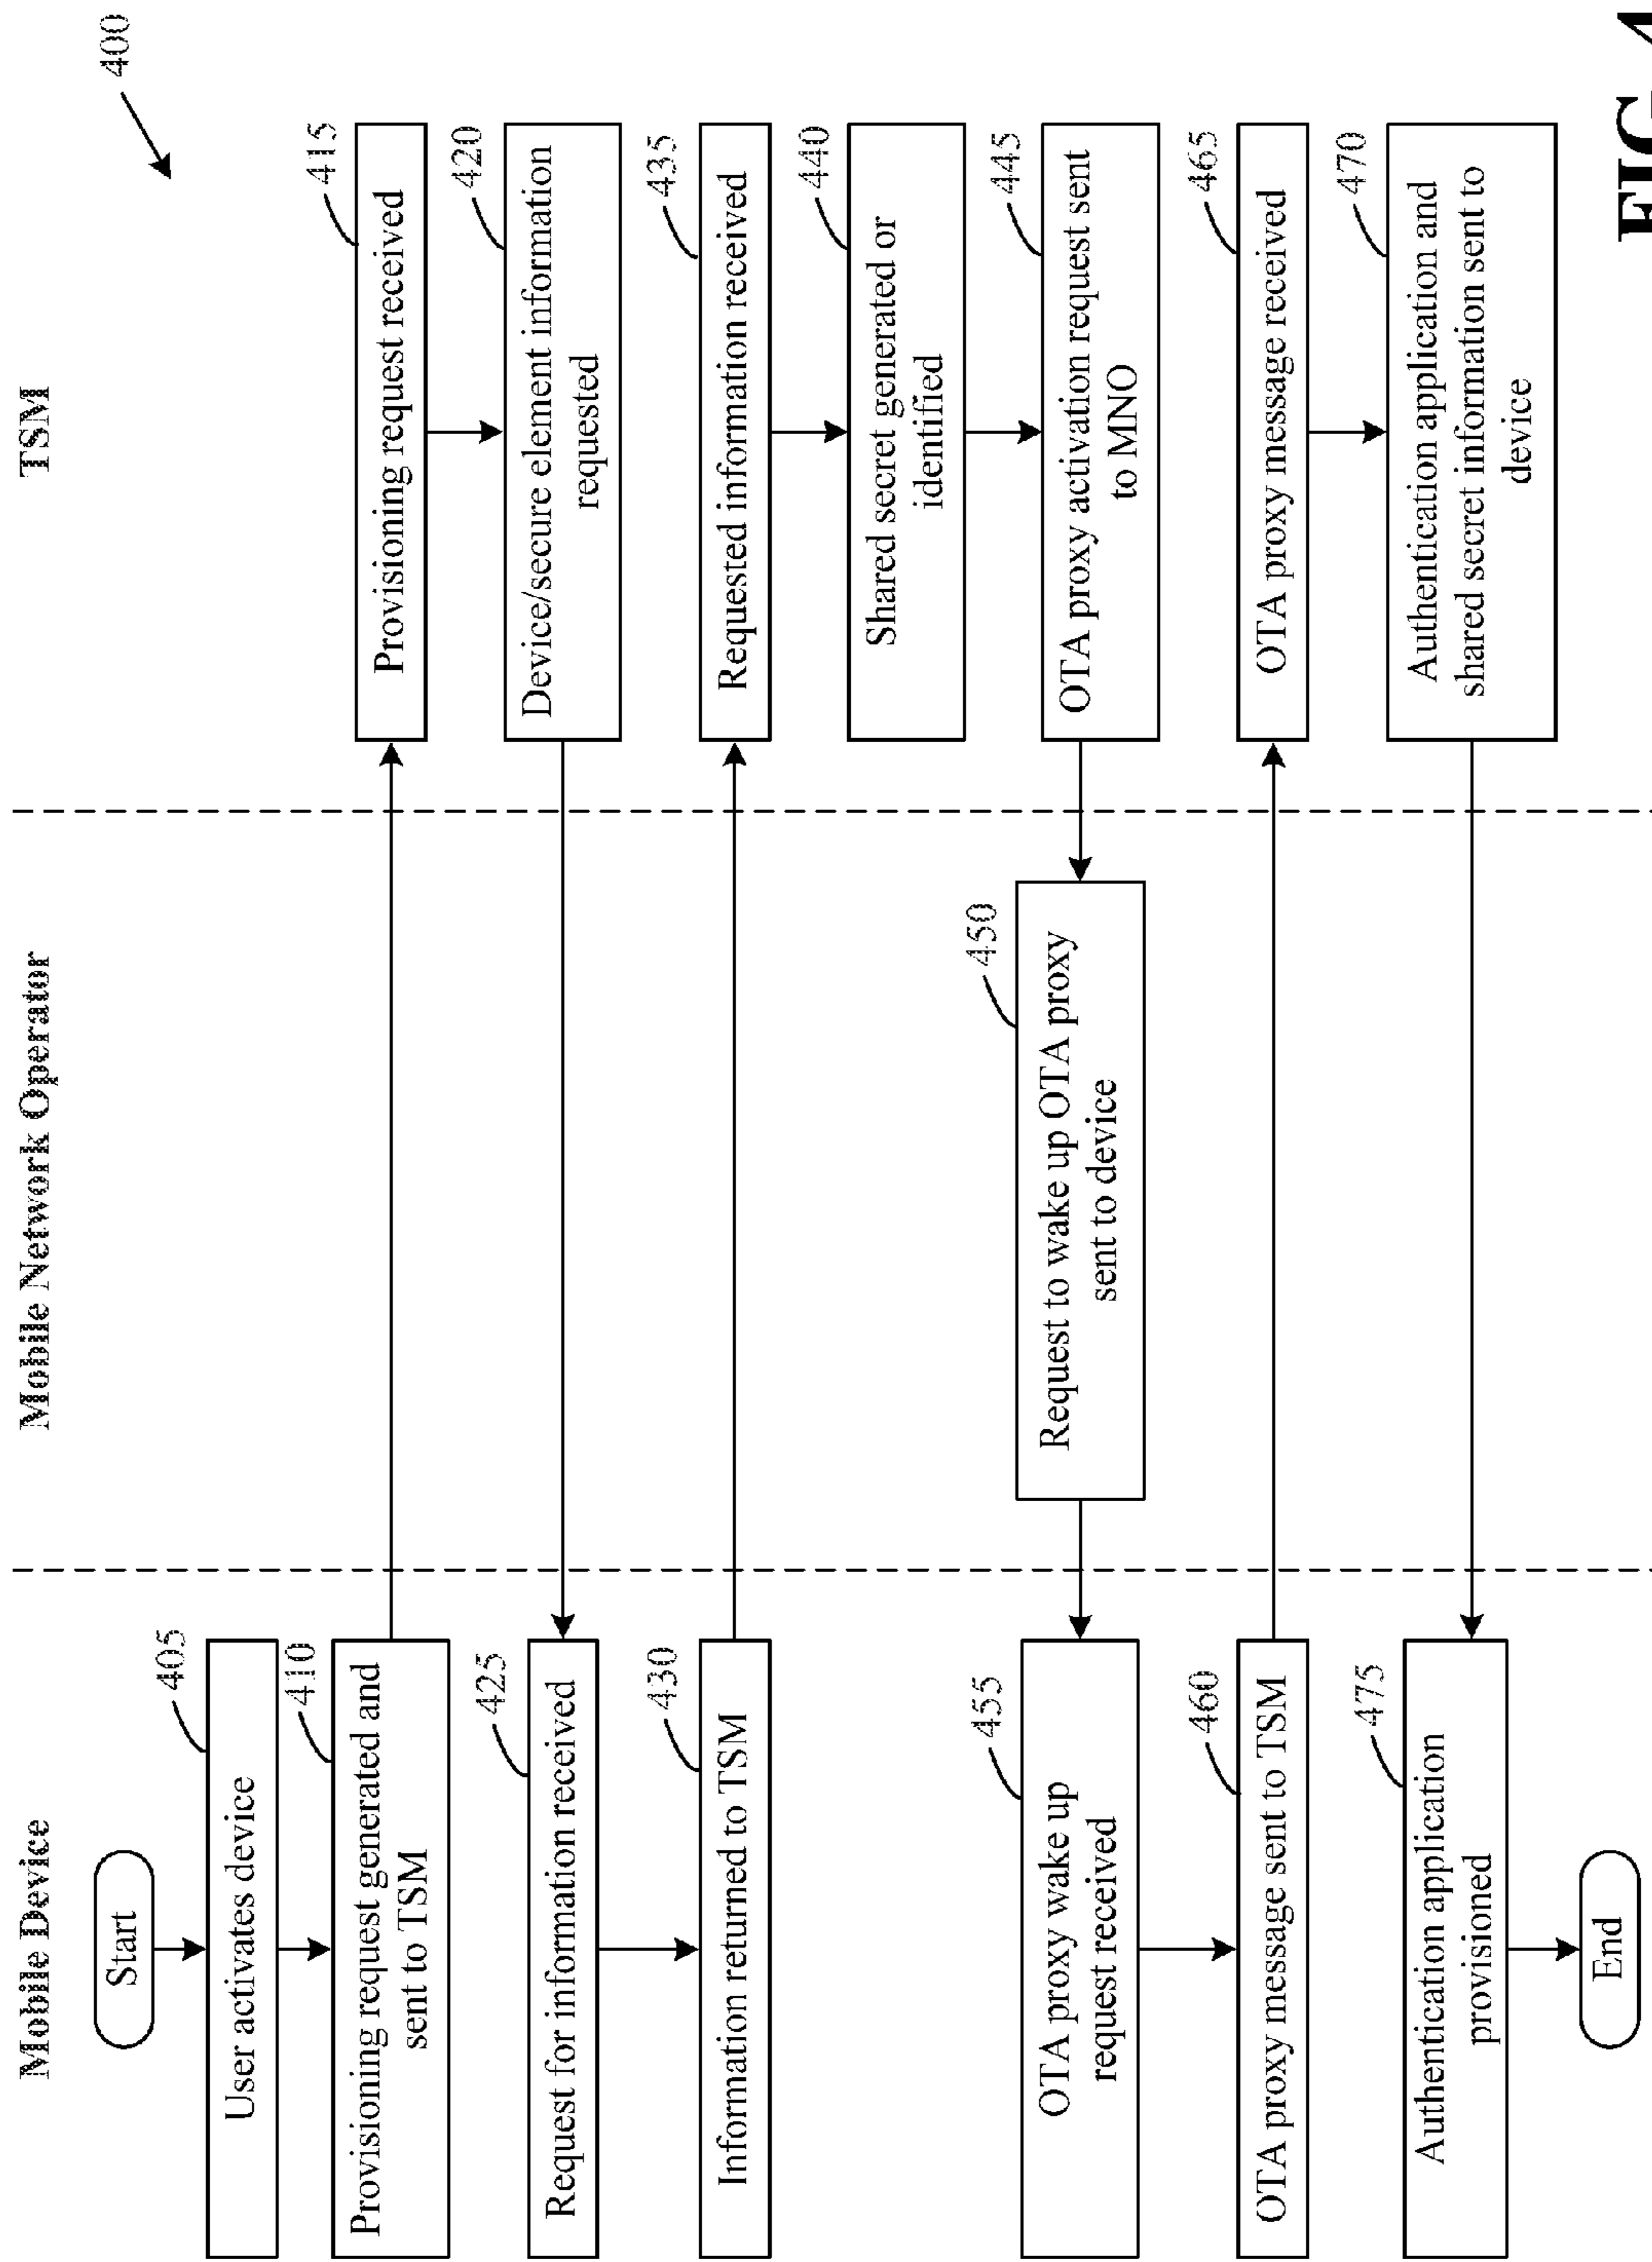 400
Mobile Device
Mobile Network Operator
TSM
Start
405
User activates device
410
Provisioning request generated and
sent to TSM
415
Provisioning request received
420
Device/secure element information
requested
425
Request for information received
430
Information returned to TSM
435
Requested information received
440
Shared secret generated or
identified
445
OTA proxy activation request sent
to MNO
450
Request to wake up OTA proxy
sent to device
455
OTA proxy wake up
request received
460
OTA proxy message sent to TSM
465
OTA proxy message received
470
Authentication application and
shared secret information sent to
device
475
Authentication application
provisioned
End
FIG. 4